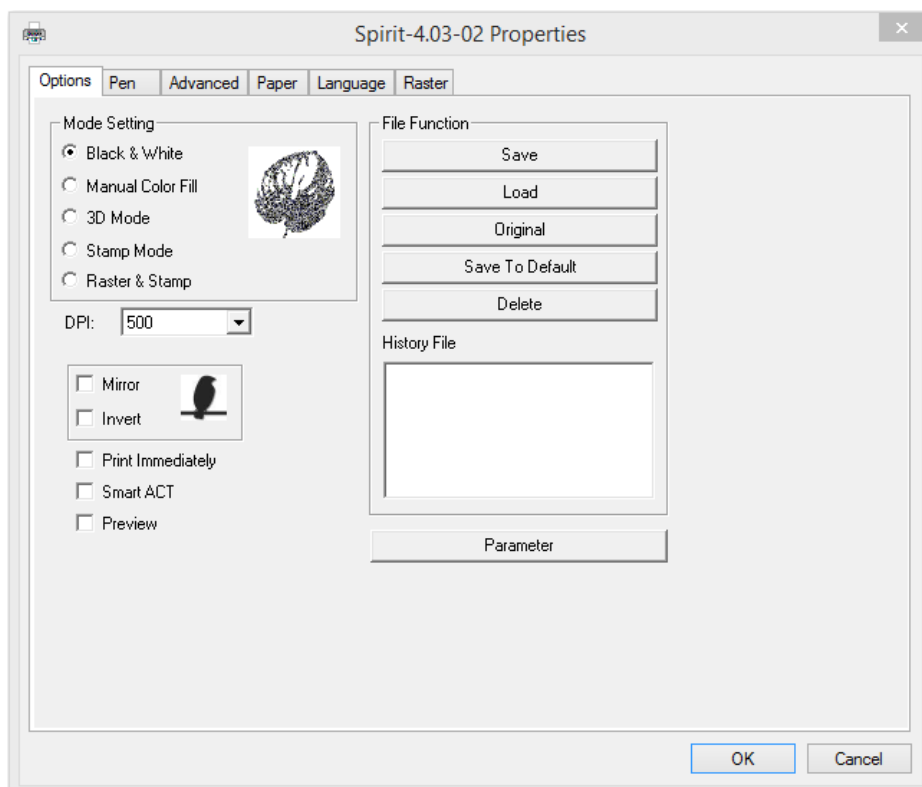 Spirit-4.03-02 Properties
Options Pen Advanced Paper Language Raster
Mode Setting
Black & White
Manual Color Fill
3D Mode
Stamp Mode
Raster & Stamp
DPI: 500
Mirror
Invert
Print Immediately
Smart ACT
Preview
File Function
Save
Load
Original
Save To Default
Delete
History File
Parameter
OK Cancel